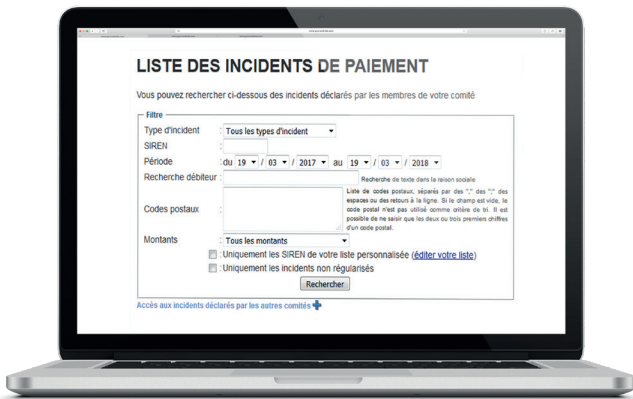 LISTE DES INCIDENTS DE PAIEMENT
Vous pouvez rechercher ci-dessous des incidents déclarés par les membres de votre comité
Filtre
Type d'incident : Tous les types d'incident
SIREN :
Période : du 19 / 03 / 2017 au 19 / 03 / 2018
Recherche débiteur : Recherche de texte dans la raison sociale
Codes postaux :
Liste de codes postaux, séparés par des "," des ";" des
espaces ou des retours à la ligne. Si le champ est vide, le
code postal n'est pas utilisé comme critère de tri. Il est
possible de ne saisir que les deux ou trois premiers chiffres
d'un code postal.
Montants : Tous les montants
: Uniquement les SIREN de votre liste personnalisée (éditer votre liste)
: Uniquement les incidents non régularisés
Rechercher
Accès aux incidents déclarés par les autres comités